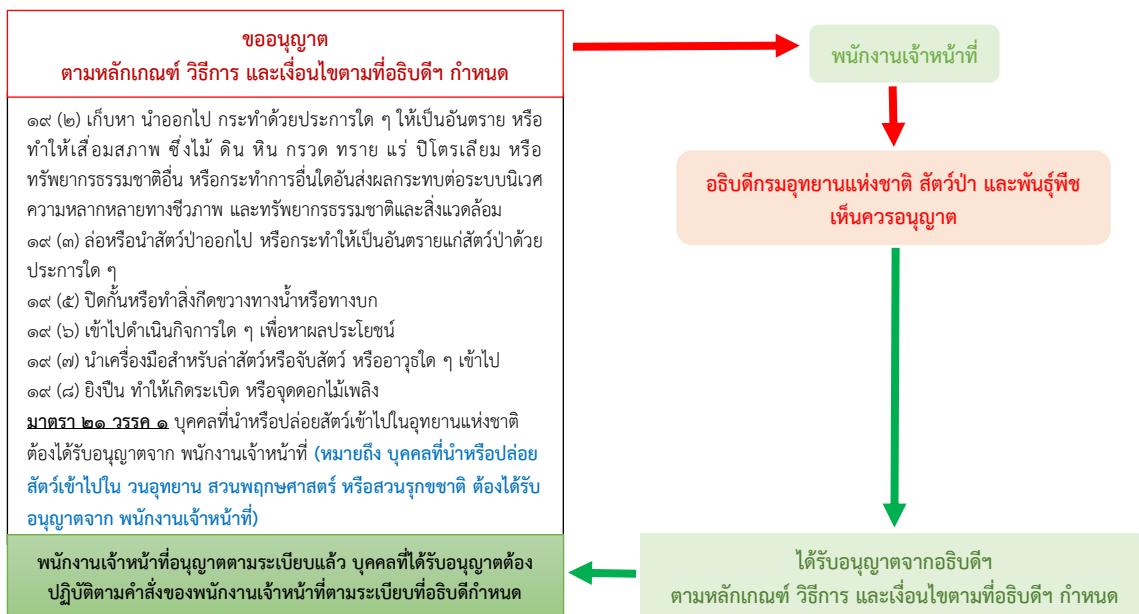 ขออนุญาต
ตามหลักเกณฑ์ วิธีการ และเงื่อนไขตามที่อธิบดีฯ กำหนด
๑๙ (๒) เก็บหา นำออกไป กระทำด้วยประการใด ๆ ให้เป็นอันตราย หรือ
ทำให้เสื่อมสภาพ ซึ่งไม้ ดิน หิน กรวด ทราย แร่ ปิโตรเลียม หรือ
ทรัพยากรธรรมชาติอื่น หรือกระทำการอื่นใดอันส่งผลกระทบต่อระบบนิเวศ
ความหลากหลายทางชีวภาพ และทรัพยากรธรรมชาติและสิ่งแวดล้อม
๑๙ (๓) ล่อหรือนำสัตว์ป่าออกไป หรือกระทำให้เป็นอันตรายแก่สัตว์ป่าด้วย
ประการใด ๆ
๑๙ (๕) ปิดกั้นหรือทำสิ่งกีดขวางทางน้ำหรือทางบก
๑๙ (๖) เข้าไปดำเนินกิจการใด ๆ เพื่อหาผลประโยชน์
๑๙ (๗) นำเครื่องมือสำหรับล่าสัตว์หรือจับสัตว์ หรืออาวุธใด ๆ เข้าไป
๑๙ (๘) ยิงปืน ทำให้เกิดระเบิด หรือจุดดอกไม้เพลิง
มาตรา ๒๑ วรรค ๑ บุคคลที่นำหรือปล่อยสัตว์เข้าไปในอุทยานแห่งชาติ
ต้องได้รับอนุญาตจาก พนักงานเจ้าหน้าที่ (หมายถึง บุคคลที่นำหรือปล่อย
สัตว์เข้าไปใน วนอุทยาน สวนพฤกษศาสตร์ หรือสวนรุกขชาติ ต้องได้รับ
อนุญาตจาก พนักงานเจ้าหน้าที่)
พนักงานเจ้าหน้าที่อนุญาตตามระเบียบแล้ว บุคคลที่ได้รับอนุญาตต้อง
ปฏิบัติตามคำสั่งของพนักงานเจ้าหน้าที่ตามระเบียบที่อธิบดีกำหนด
พนักงานเจ้าหน้าที่
อธิบดีกรมอุทยานแห่งชาติ สัตว์ป่า และพันธุ์พืช
เห็นควรอนุญาต
ได้รับอนุญาตจากอธิบดีฯ
ตามหลักเกณฑ์ วิธีการ และเงื่อนไขตามที่อธิบดีฯ กำหนด